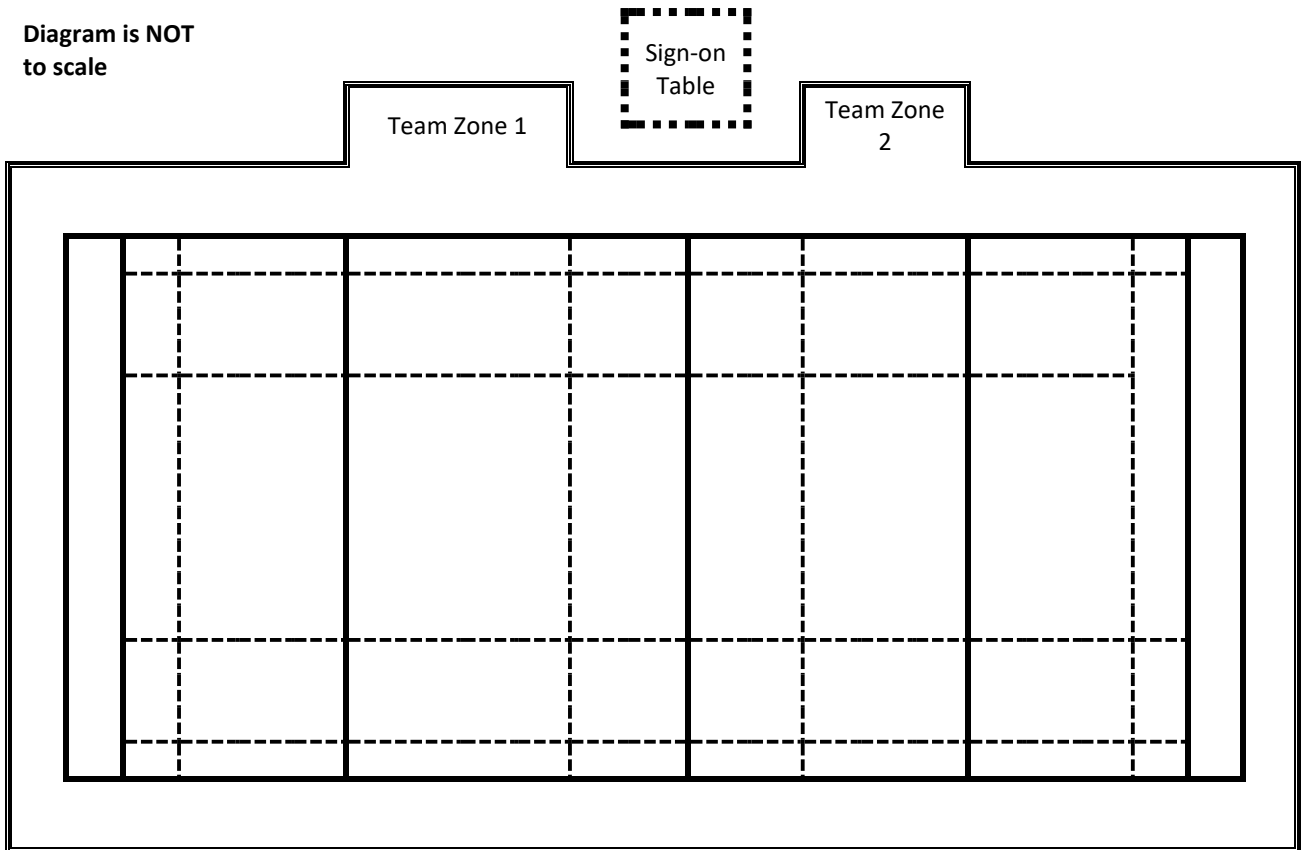 Diagram is NOT
to scale
Sign-on
Table
Team Zone 1
Team Zone
2